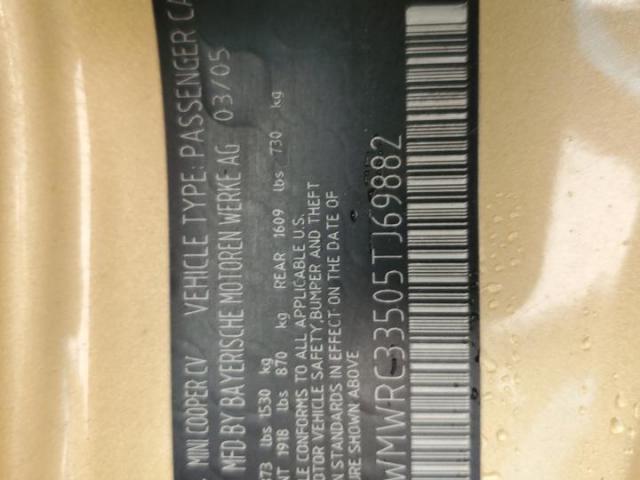 MINI COOPER CV VEHICLE TYPE: PASSENGER CA
MFD BY BAYERISCHE MOTOREN WERKE AG 03/05
373 lbs 1530 kg
NT 1918 lbs 870 kg REAR 1609 lbs 730 kg
LE CONFORMS TO ALL APPLICABLE U.S.
OTOR VEHICLE SAFETY, BUMPER AND THEFT
N STANDARDS IN EFFECT ON THE DATE OF
URE SHOWN ABOVE
WMWRC33505TJ69882